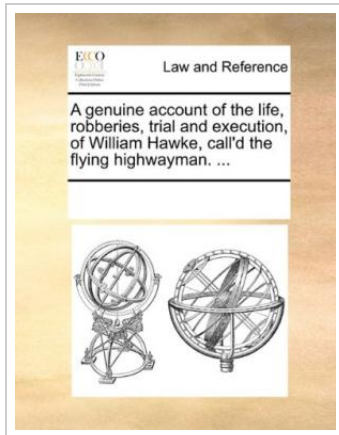 ECCO
Law and Reference
A genuine account of the life,
robberies, trial and execution,
of William Hawke, call'd the
flying highwayman. ...